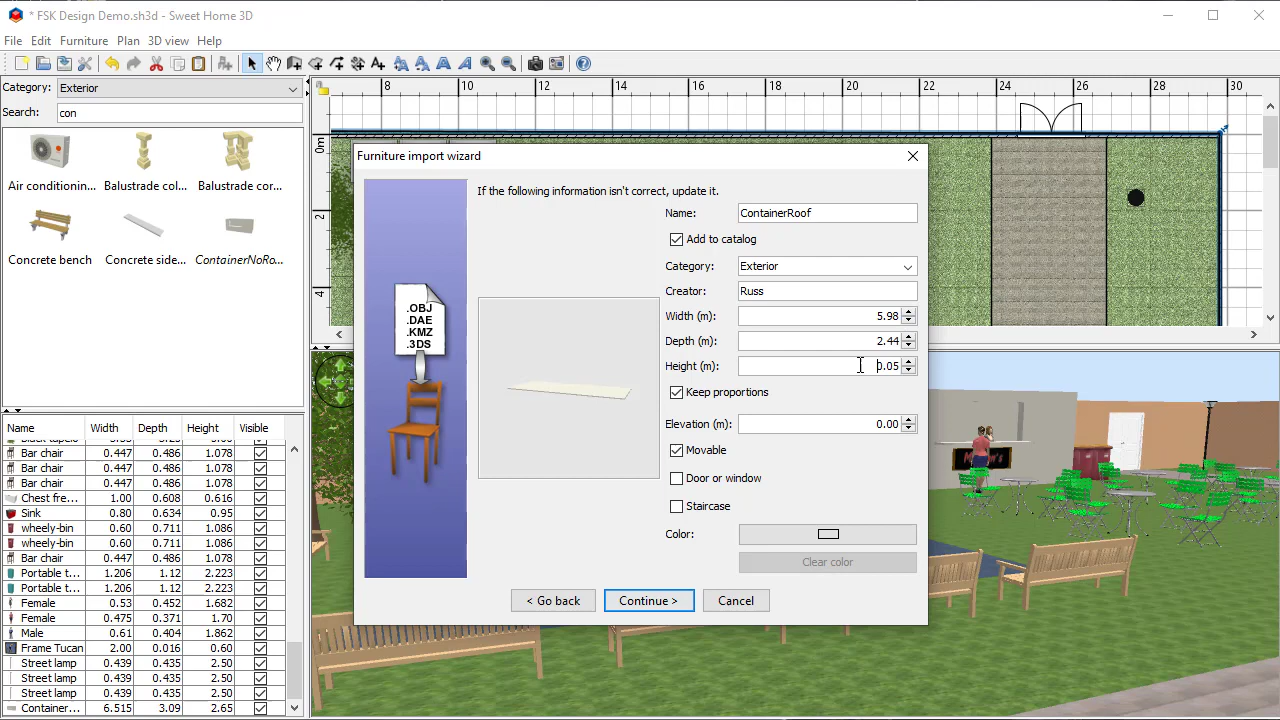 * FSK Design Demo.sh3d - Sweet Home 3D
File Edit Furniture Plan 3D view Help
Category: Exterior
Search: con
Air conditionin... Balustrade col... Balustrade cor...
Concrete bench Concrete side... ContainerNoRo...
8 10 12 14 16 18 20 22 24 26 28 30
0m
2
4
Furniture import wizard
If the following information isn't correct, update it.
.OBJ
.DAE
.KMZ
.3DS
Name: ContainerRoof
Add to catalog
Category: Exterior
Creator: Russ
Width (m): 5.98
Depth (m): 2.44
Height (m): 0.05
Keep proportions
Elevation (m): 0.00
Movable
Door or window
Staircase
Color:
Clear color
< Go back Continue > Cancel
Name Width Depth Height Visible
Bar chair 0.447 0.486 1.078
Bar chair 0.447 0.486 1.078
Bar chair 0.447 0.486 1.078
Chest fre... 1.00 0.608 0.616
Sink 0.80 0.634 0.95
wheely-bin 0.60 0.711 1.086
wheely-bin 0.60 0.711 1.086
Bar chair 0.447 0.486 1.078
Portable t... 1.206 1.12 2.223
Portable t... 1.206 1.12 2.223
Female 0.53 0.452 1.682
Female 0.475 0.371 1.70
Male 0.61 0.404 1.862
Frame Tucan 2.00 0.016 0.60
Street lamp 0.439 0.435 2.50
Street lamp 0.439 0.435 2.50
Street lamp 0.439 0.435 2.50
Container... 6.515 3.09 2.65